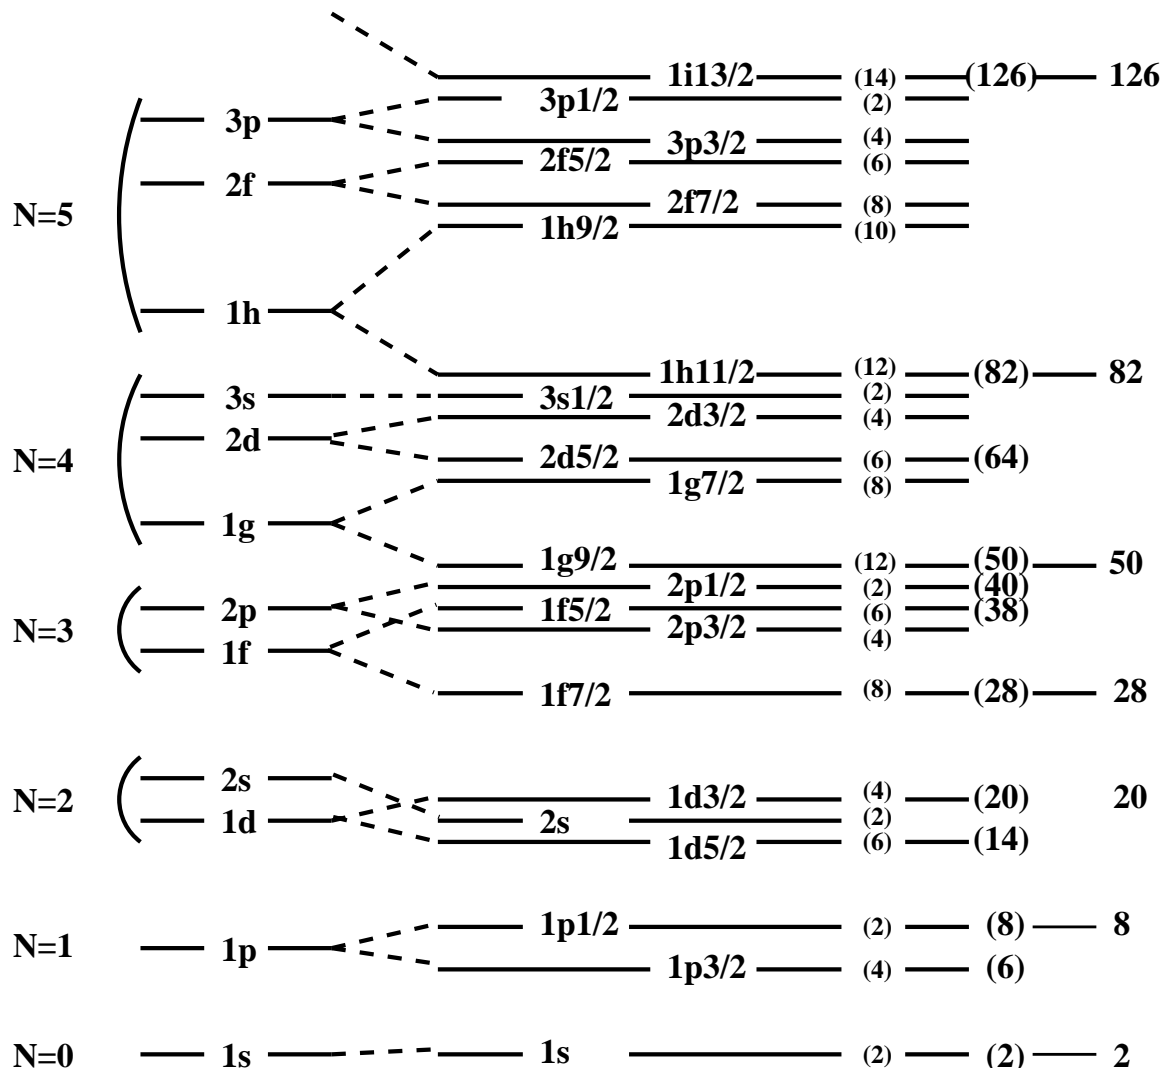 1i13/2 (14) (126) 126
3p1/2 (2)
3p
3p3/2 (4)
2f5/2 (6)
2f
2f7/2 (8)
N=5
1h9/2 (10)
1h
1h11/2 (12) (82) 82
3s 3s1/2 (2)
2d3/2 (4)
2d
N=4 2d5/2 (6) (64)
1g7/2 (8)
1g
1g9/2 (12) (50) 50
2p1/2 (2) (40)
2p 1f5/2 (6) (38)
N=3 2p3/2 (4)
1f
1f7/2 (8) (28) 28
2s
N=2 1d3/2 (4) (20) 20
1d 2s (2)
1d5/2 (6) (14)
1p1/2 (2) (8) 8
N=1 1p
1p3/2 (4) (6)
N=0 1s 1s (2) (2) 2